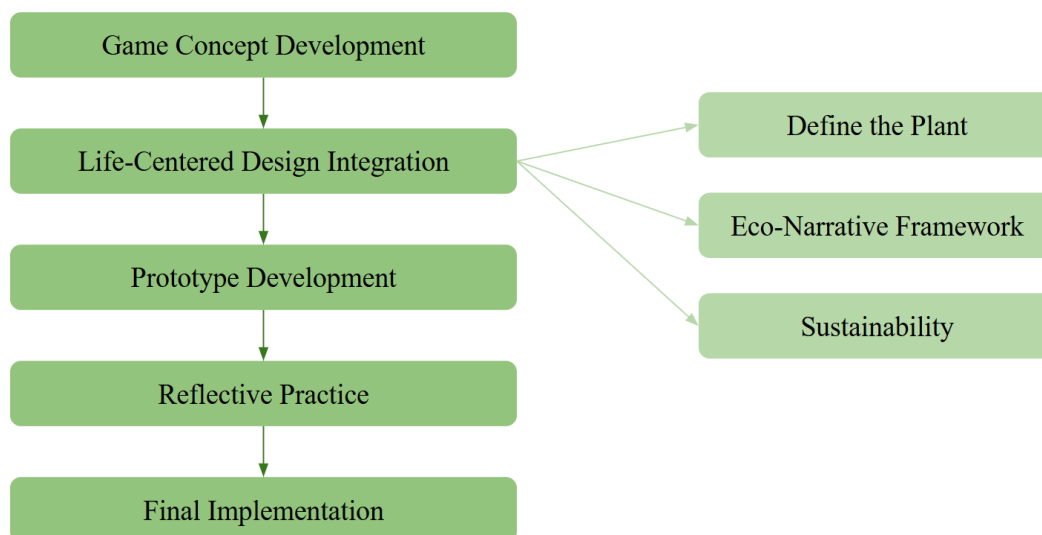 Game Concept Development
Life-Centered Design Integration
Prototype Development
Reflective Practice
Final Implementation
Define the Plant
Eco-Narrative Framework
Sustainability